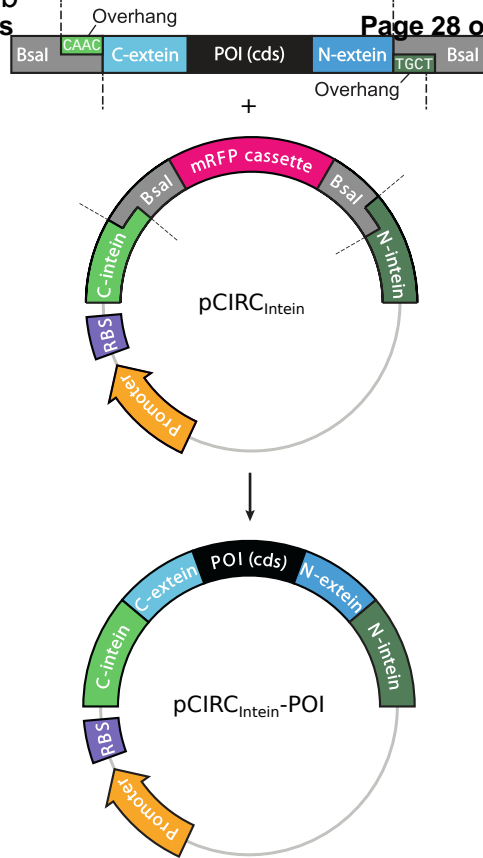 b
s
Page 28 o
Overhang
BsaI CAAC C-extein POI (cds) N-extein TGCT BsaI
Overhang
+
mRFP cassette
BsaI BsaI
C-intein N-intein
pCIRCIntein
RBS
Promoter
POI (cds)
C-extein N-extein
C-intein N-intein
pCIRCIntein-POI
RBS
Promoter